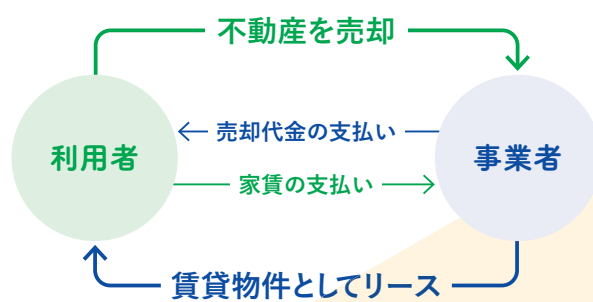 不動産を売却
利用者
売却代金の支払い
事業者
家賃の支払い
賃貸物件としてリース